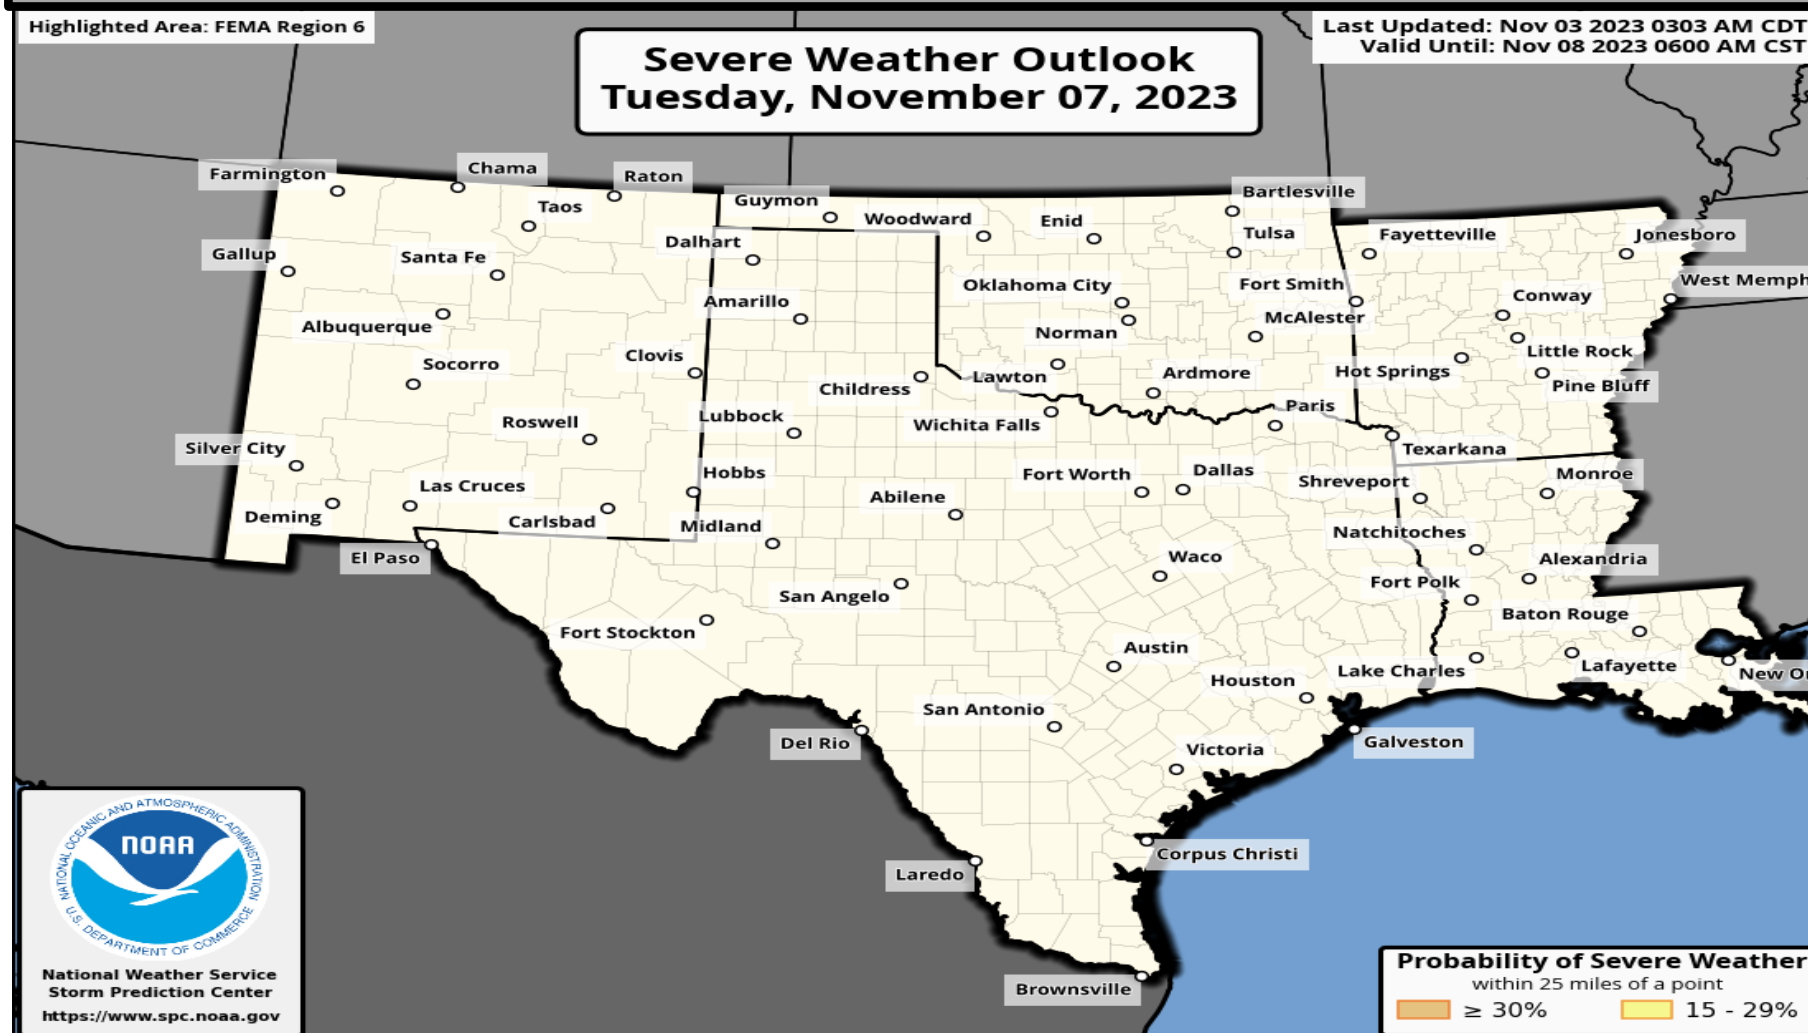 Highlighted Area: FEMA Region 6
Severe Weather Outlook
Tuesday, November 07, 2023
Last Updated: Nov 03 2023 0303 AM CDT
Valid Until: Nov 08 2023 0600 AM CST
Farmington
Chama
Raton
Taos
Guymon
Woodward
Enid
Bartlesville
Gallup
Santa Fe
Dalhart
Tulsa
Fayetteville
Jonesboro
Albuquerque
Amarillo
Oklahoma City
Fort Smith
Conway
West Memph
Socorro
Clovis
Childress
Norman
McAlester
Little Rock
Lawton
Ardmore
Hot Springs
Pine Bluff
Silver City
Roswell
Lubbock
Wichita Falls
Paris
Texarkana
Deming
Las Cruces
Carlsbad
Hobbs
Midland
Abilene
Fort Worth
Dallas
Shreveport
Monroe
El Paso
San Angelo
Waco
Natchitoches
Alexandria
Fort Polk
Fort Stockton
Austin
Baton Rouge
Houston
Lake Charles
Lafayette
New Or
Del Rio
San Antonio
Victoria
Galveston
Laredo
Corpus Christi
Brownsville
NATIONAL OCEANIC AND ATMOSPHERIC ADMINISTRATION
NOAA
U.S. DEPARTMENT OF COMMERCE
National Weather Service
Storm Prediction Center
https://www.spc.noaa.gov
Probability of Severe Weather
within 25 miles of a point
≥ 30%
15 - 29%